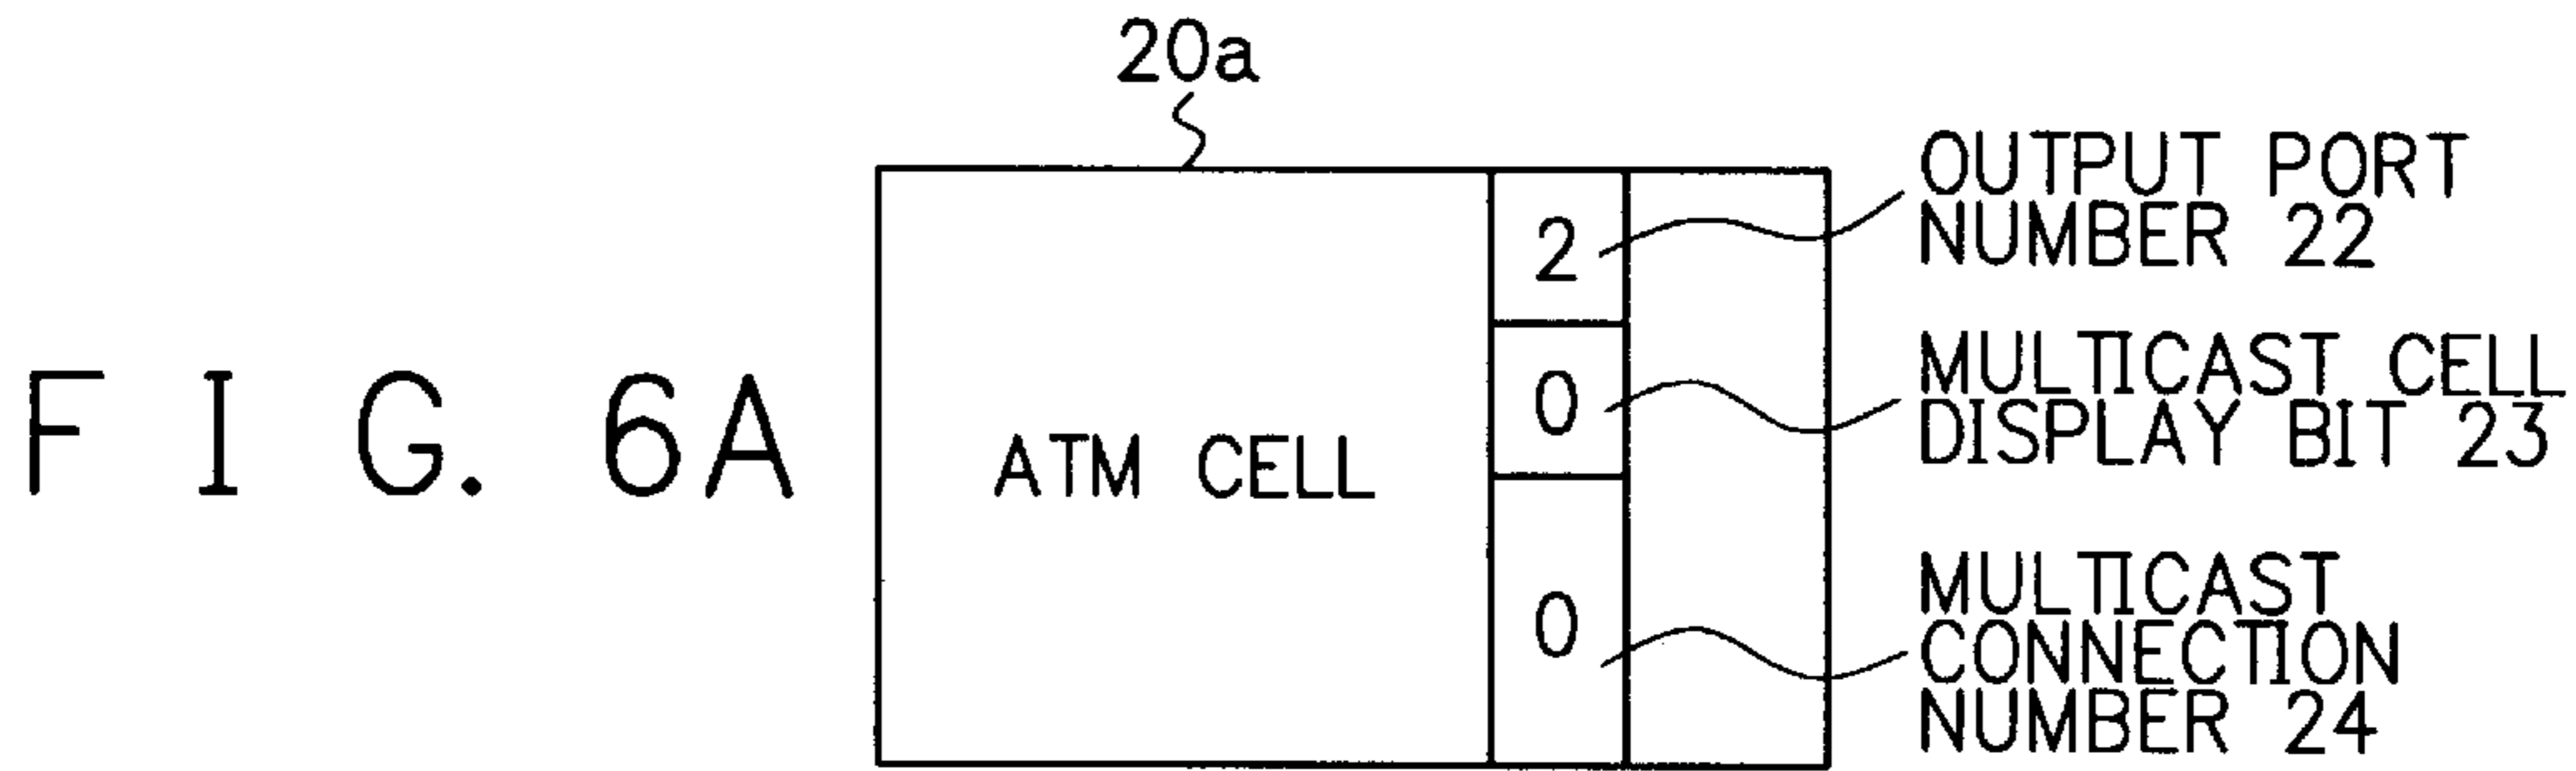 20a
OUTPUT PORT
NUMBER 22
2
MULTICAST CELL
DISPLAY BIT 23
0
F I G. 6A
ATM CELL
MULTICAST
CONNECTION
NUMBER 24
0